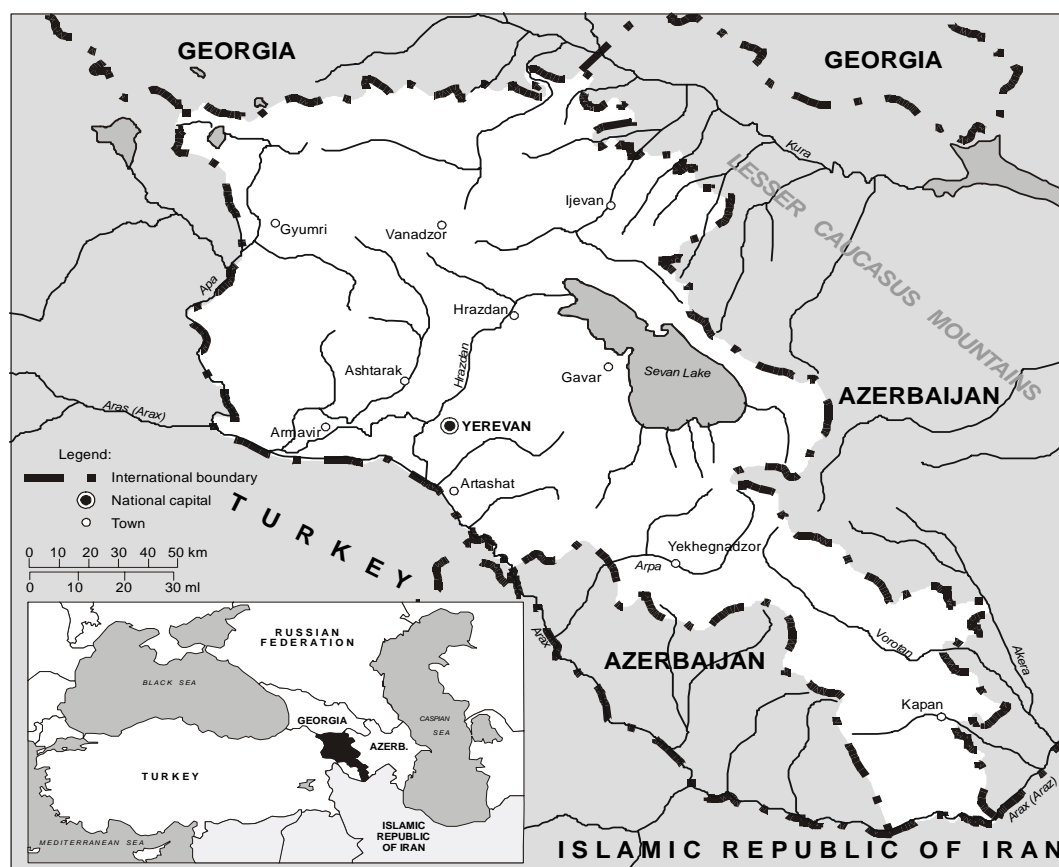 GEORGIA
GEORGIA
Kura
LESSER CAUCASUS MOUNTAINS
Ijevan
Gyumri
Vanadzor
Apa
Hrazdan
Hrazdan
Ashtarak
Gavar
Sevan Lake
AZERBAIJAN
Aras (Arax)
Armavir
YEREVAN
Legend:
International boundary
National capital
Town
Artashat
TURKEY
0 10 20 30 40 50 km
0 10 20 30 ml
Yekhegnadzor
Arpa
Arax
AZERBAIJAN
Vorotan
Akera
Kapan
Arax (Araz)
ISLAMIC REPUBLIC OF IRAN
RUSSIAN
FEDERATION
BLACK SEA
GEORGIA
CASPIAN
SEA
AZERB.
TURKEY
ISLAMIC
REPUBLIC
OF IRAN
MEDITERRANEAN SEA